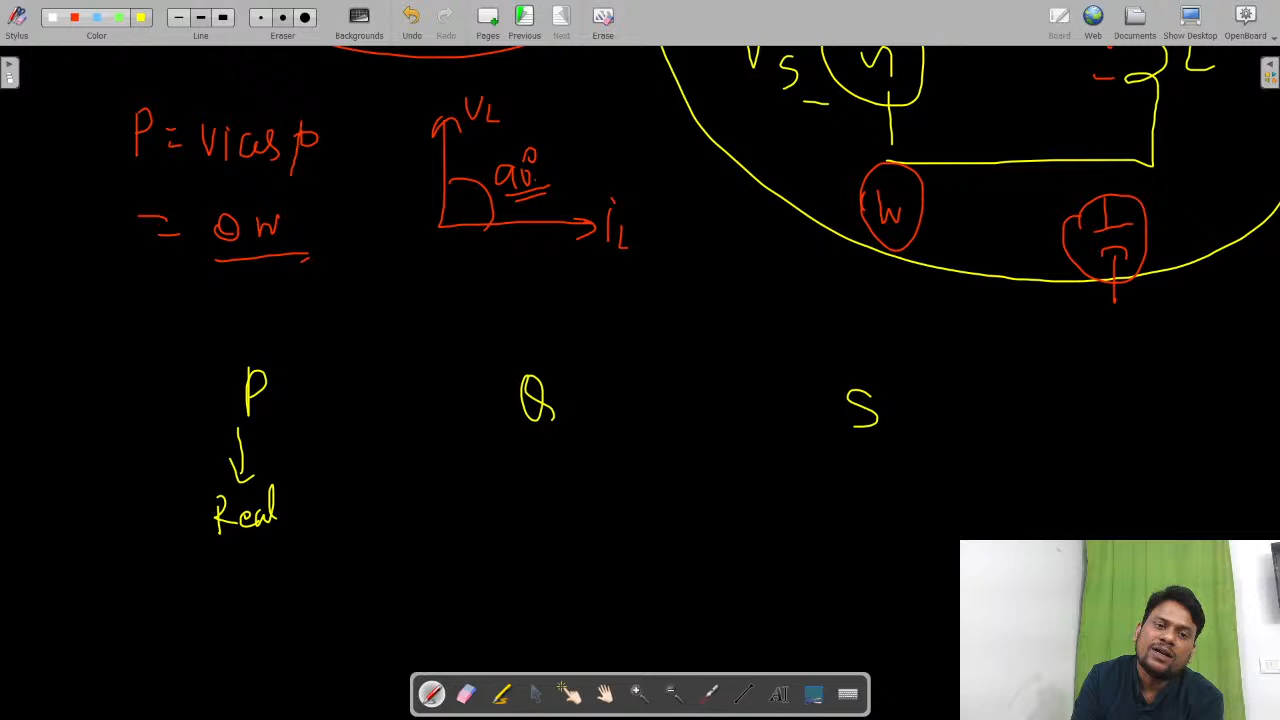 Stylus
Color
Line
Eraser
Backgrounds
Undo
Redo
Pages
Previous
Next
Erase
Board
Web
Documents
Show Desktop
OpenBoard
VS
L
P = VI cos φ
VL
90°
= 0 W
iL
W
P
Q
S
Real